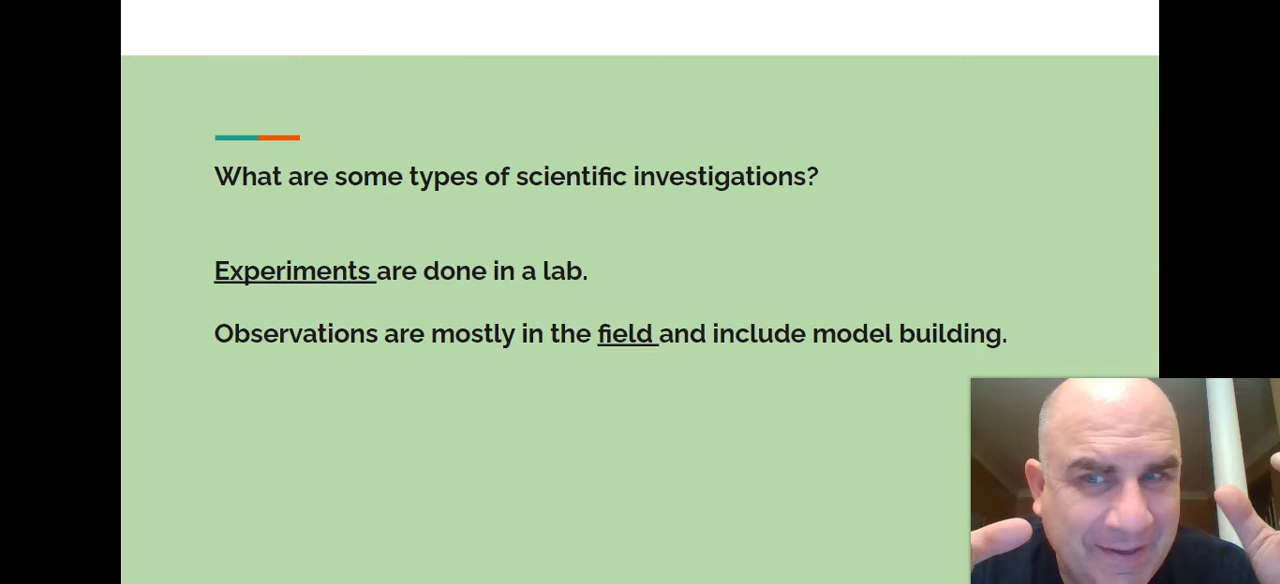 What are some types of scientific investigations?
Experiments are done in a lab.
Observations are mostly in the field and include model building.